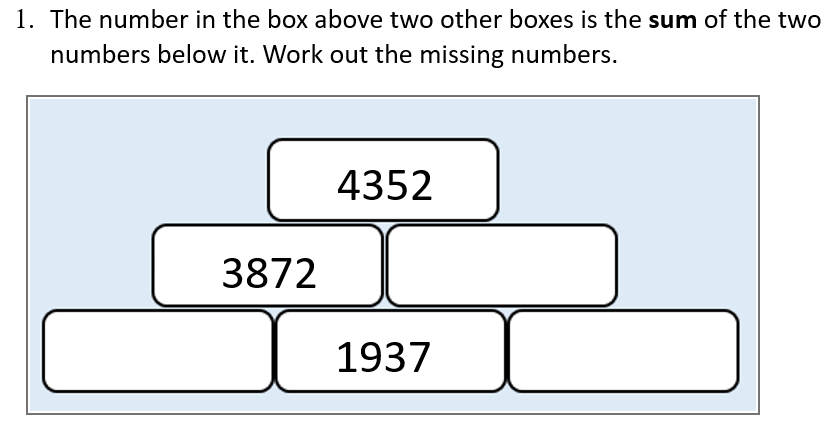 1. The number in the box above two other boxes is the sum of the two
numbers below it. Work out the missing numbers.
4352
3872
1937